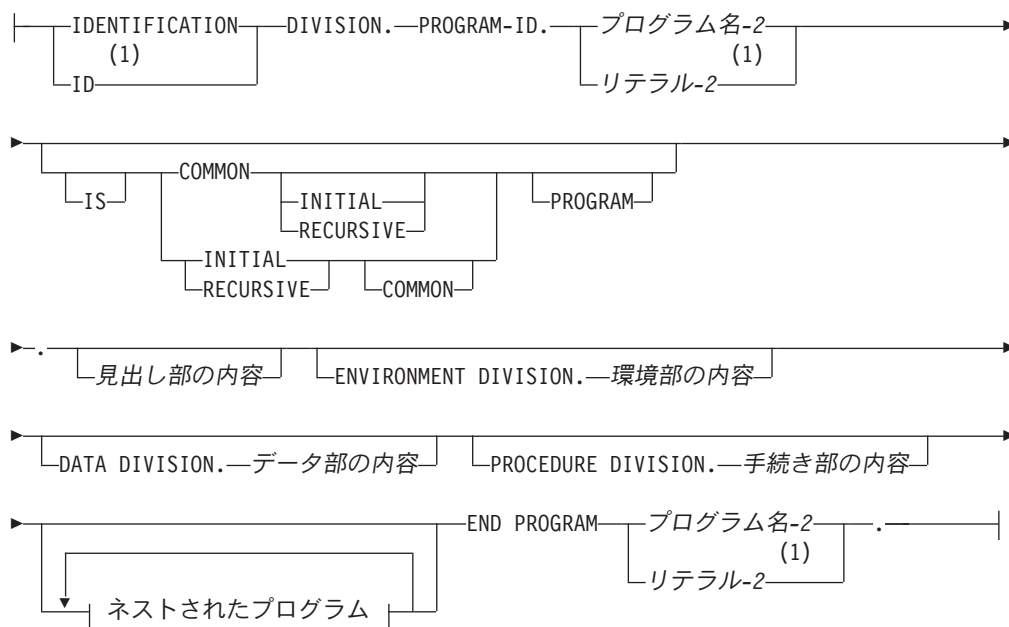 IDENTIFICATION DIVISION. PROGRAM-ID. プログラム名-2
(1) (1)
ID リテラル-2
COMMON
IS INITIAL PROGRAM
RECURSIVE
INITIAL
RECURSIVE COMMON
.
見出し部の内容 ENVIRONMENT DIVISION. 環境部の内容
DATA DIVISION. データ部の内容 PROCEDURE DIVISION. 手続き部の内容
END PROGRAM プログラム名-2 .
(1)
リテラル-2
ネストされたプログラム